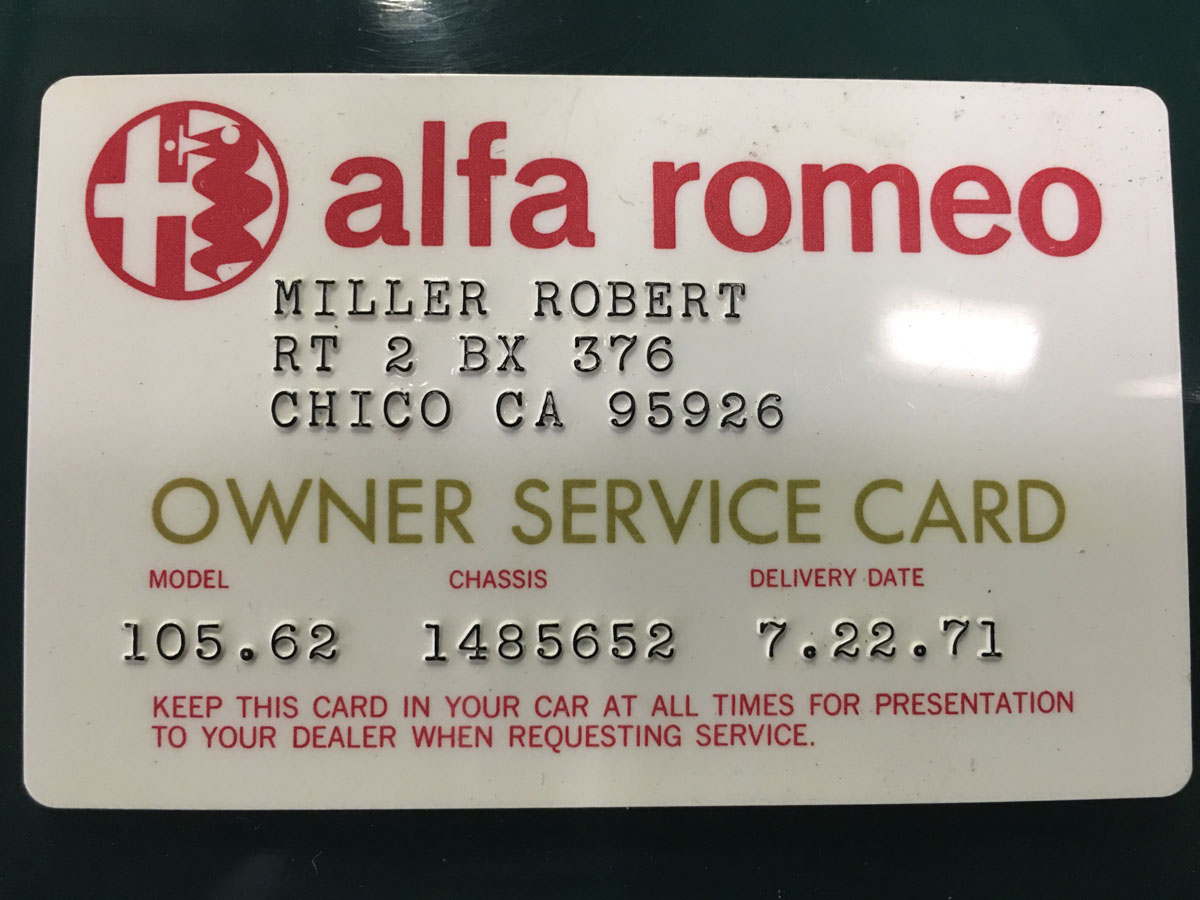 alfa romeo
MILLER ROBERT
RT 2 BX 376
CHICO CA 95926
OWNER SERVICE CARD
MODEL CHASSIS DELIVERY DATE
105.62 1485652 7.22.71
KEEP THIS CARD IN YOUR CAR AT ALL TIMES FOR PRESENTATION
TO YOUR DEALER WHEN REQUESTING SERVICE.